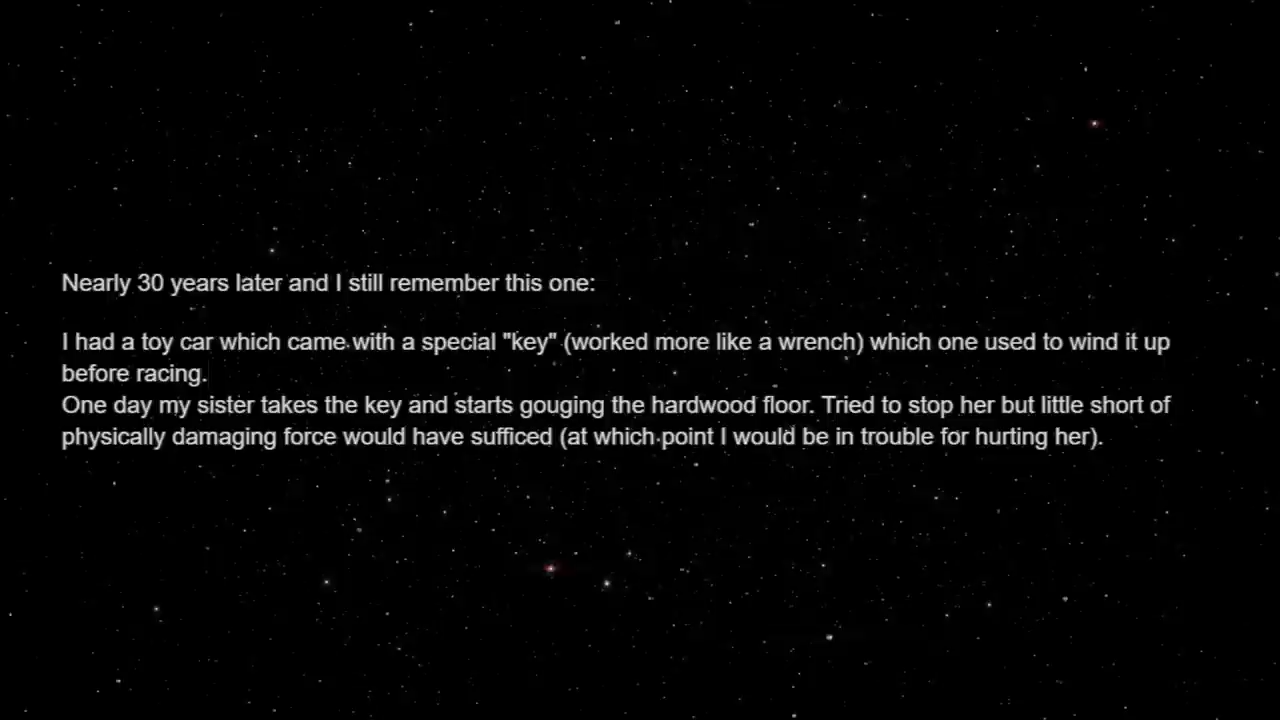 Nearly 30 years later and I still remember this one:
I had a toy car which came with a special "key" (worked more like a wrench) which one used to wind it up
before racing.
One day my sister takes the key and starts gouging the hardwood floor. Tried to stop her but little short of
physically damaging force would have sufficed (at which point I would be in trouble for hurting her).